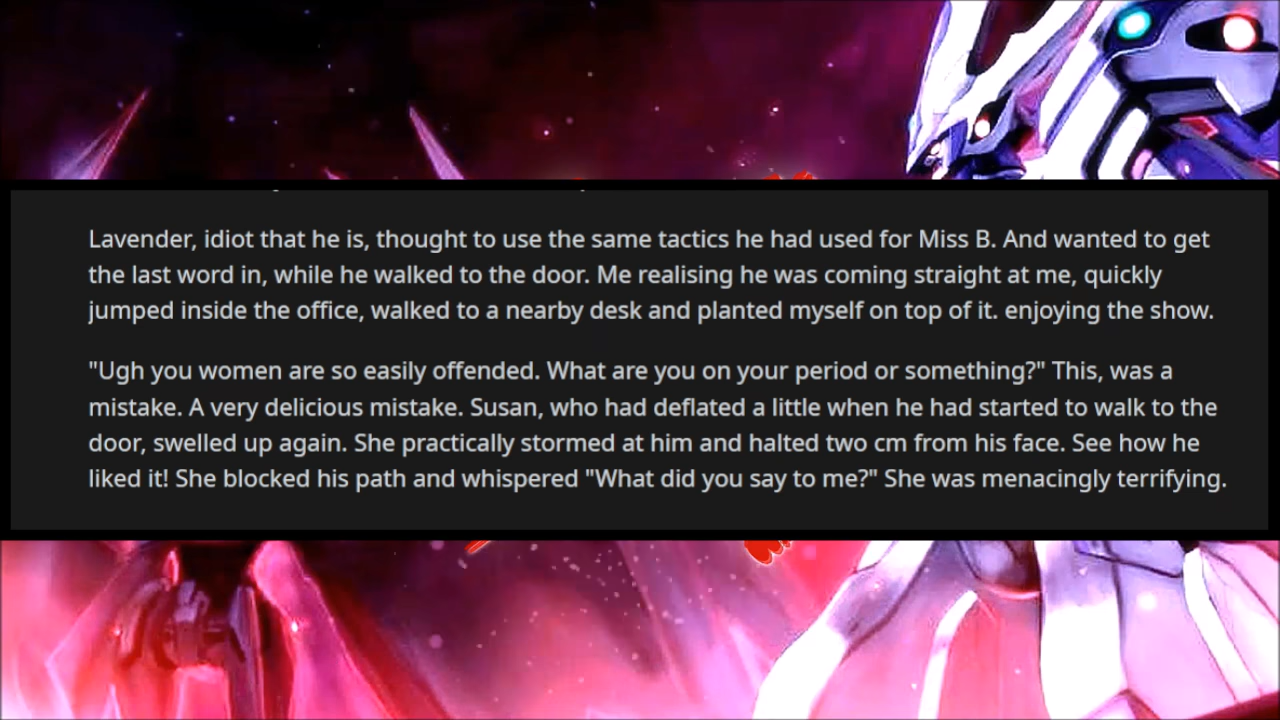 Lavender, idiot that he is, thought to use the same tactics he had used for Miss B. And wanted to get
the last word in, while he walked to the door. Me realising he was coming straight at me, quickly
jumped inside the office, walked to a nearby desk and planted myself on top of it. enjoying the show.
"Ugh you women are so easily offended. What are you on your period or something?" This, was a
mistake. A very delicious mistake. Susan, who had deflated a little when he had started to walk to the
door, swelled up again. She practically stormed at him and halted two cm from his face. See how he
liked it! She blocked his path and whispered "What did you say to me?" She was menacingly terrifying.